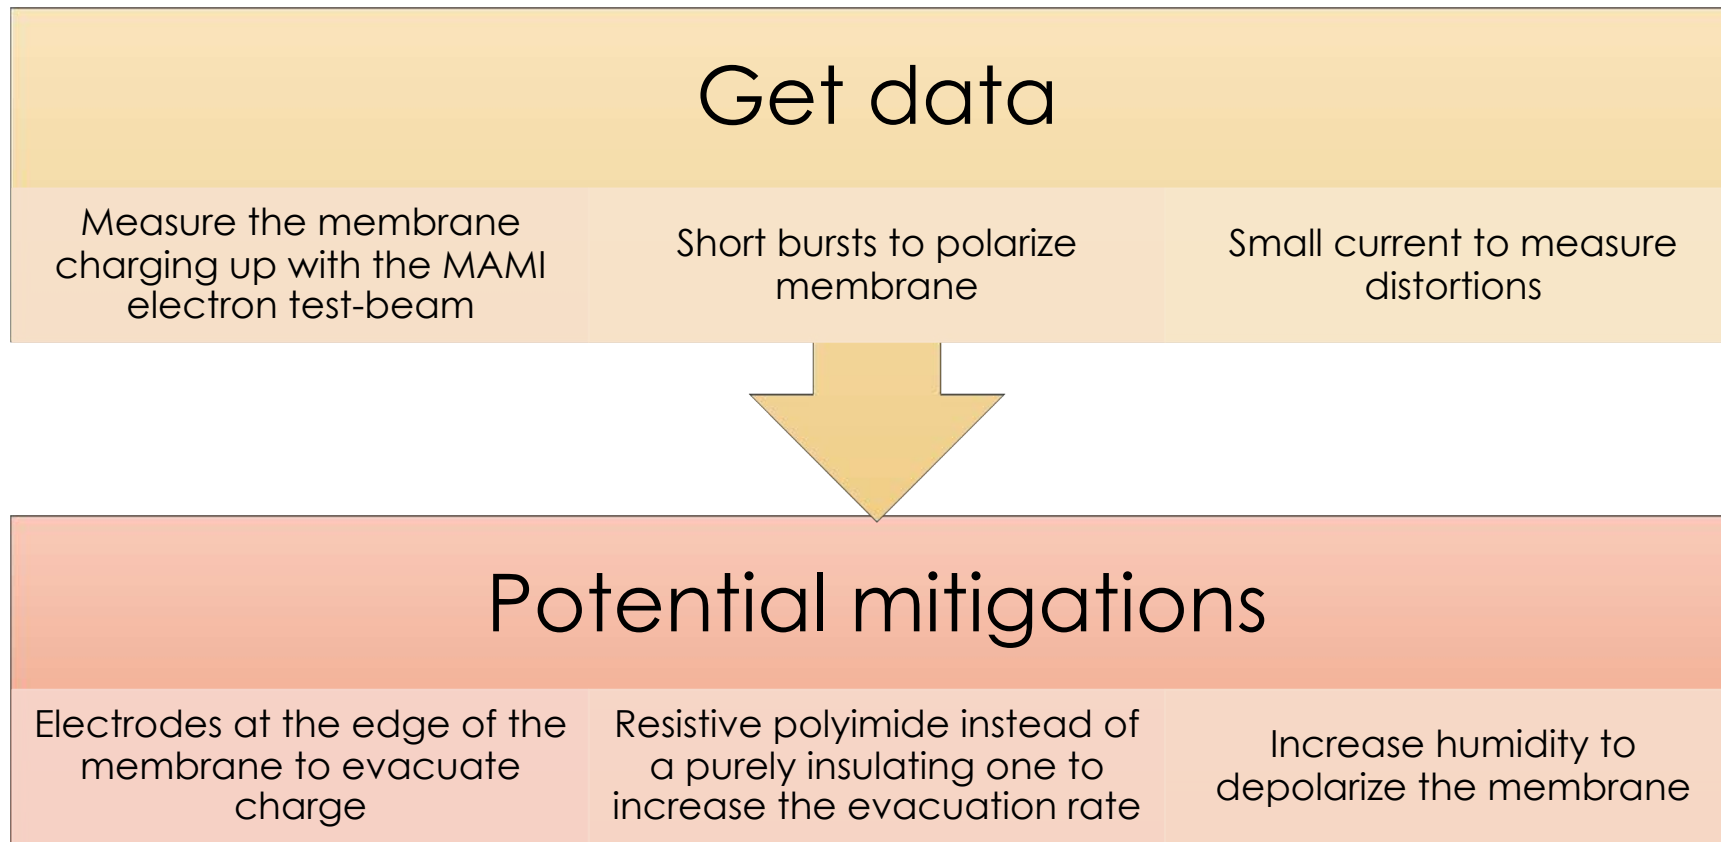 Get data
Measure the membrane
charging up with the MAMI
electron test-beam
Short bursts to polarize
membrane
Small current to measure
distortions
Potential mitigations
Electrodes at the edge of the
membrane to evacuate
charge
Resistive polyimide instead of
a purely insulating one to
increase the evacuation rate
Increase humidity to
depolarize the membrane